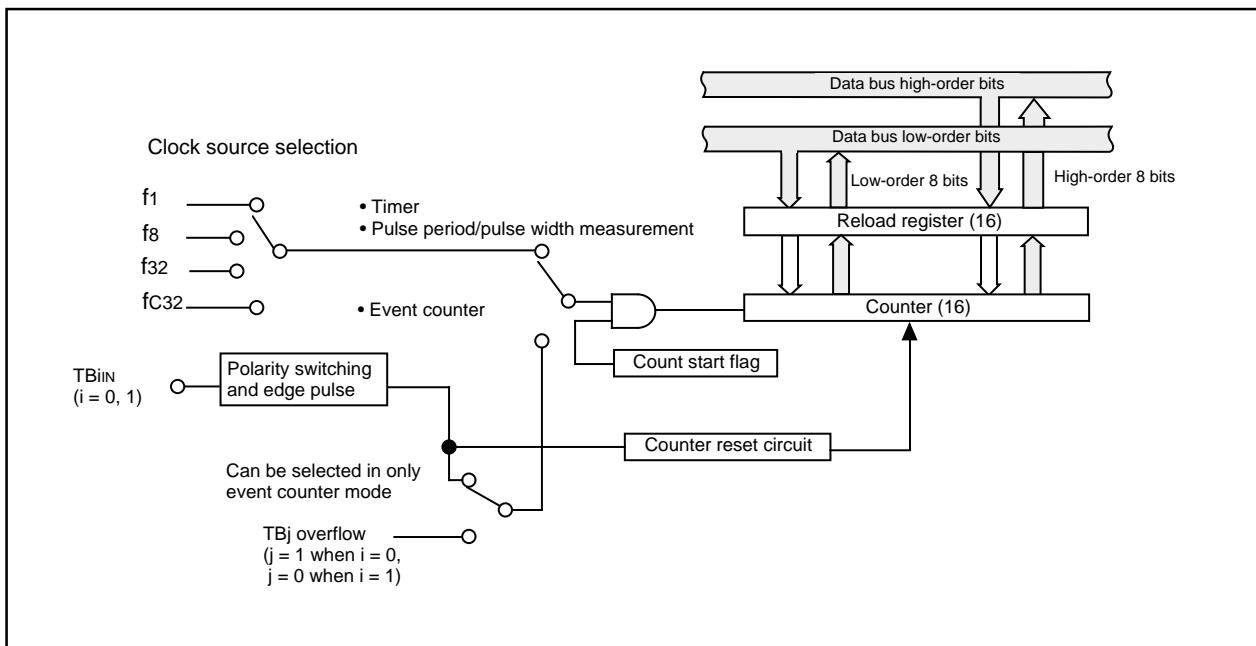 Data bus high-order bits
Data bus low-order bits
Clock source selection
Low-order 8 bits
High-order 8 bits
f1
• Timer
Reload register (16)
f8
• Pulse period/pulse width measurement
f32
fC32
• Event counter
Counter (16)
Count start flag
TBiIN
(i = 0, 1)
Polarity switching
and edge pulse
Counter reset circuit
Can be selected in only
event counter mode
TBj overflow
(j = 1 when i = 0,
j = 0 when i = 1)